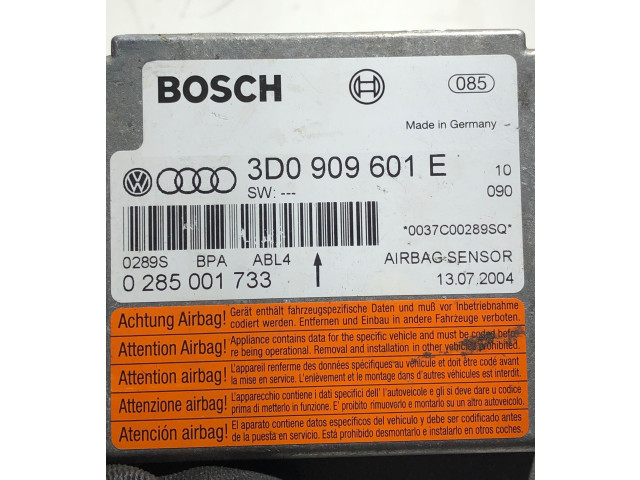 BOSCH
085
Made in Germany
3D0 909 601 E 10
SW: --- 090
*0037C00289SQ*
0289S BPA ABL4 AIRBAG SENSOR
0 285 001 733 13.07.2004
Achtung Airbag! Gerät enthält fahrzeugspezifische Daten und muß vor Inbetriebnahme
codiert werden. Entfernen und Einbau in andere Fahrzeuge verboten.
Attention Airbag! Appliance contains data for the specific vehicle and must be coded befo-
re being operational. Removal and installation in other vehicles prohibited.
Attention airbag! L'appareil renferme des données spécifiques au véhicule et doit être codé avant
la mise en service. L'enlèvement et le montage dans d'autres véhicules est interdit.
Attenzione airbag! L'apparecchio contiene i dati specifici dell'autoveicolo e gli si deve dare u codice
prima di metterlo in funzione. E' proibito rimuoverlo e montarlo su un altro autoveicolo.
Atención airbag! El aparato contiene datos específicos del vehículo y debe ser codificado antes
de la puesta en servicio. Está prohibido desmontarlo e instalarlo en otros coches.